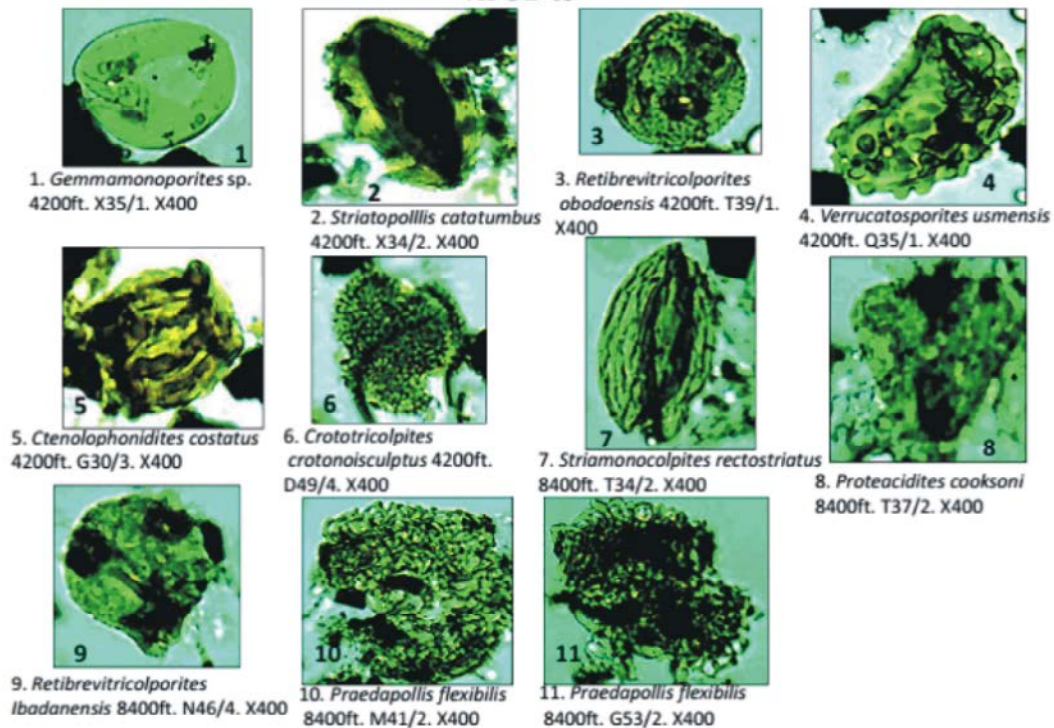 1
1. Gemmamonoporites sp.
4200ft. X35/1. X400
2
2. Striatopolllis catatumbus
4200ft. X34/2. X400
3
3. Retibrevitricolporites
obodoensis 4200ft. T39/1.
X400
4
4. Verrucatosporites usmensis
4200ft. Q35/1. X400
5
5. Ctenolophonidites costatus
4200ft. G30/3. X400
6
6. Crototricolpites
crotonoisculptus 4200ft.
D49/4. X400
7
7. Striamonocolpites rectostriatus
8400ft. T34/2. X400
8
8. Proteacidites cooksoni
8400ft. T37/2. X400
9
9. Retibrevitricolporites
Ibadanensis 8400ft. N46/4. X400
10
10. Praedapollis flexibilis
8400ft. M41/2. X400
11
11. Praedapollis flexibilis
8400ft. G53/2. X400